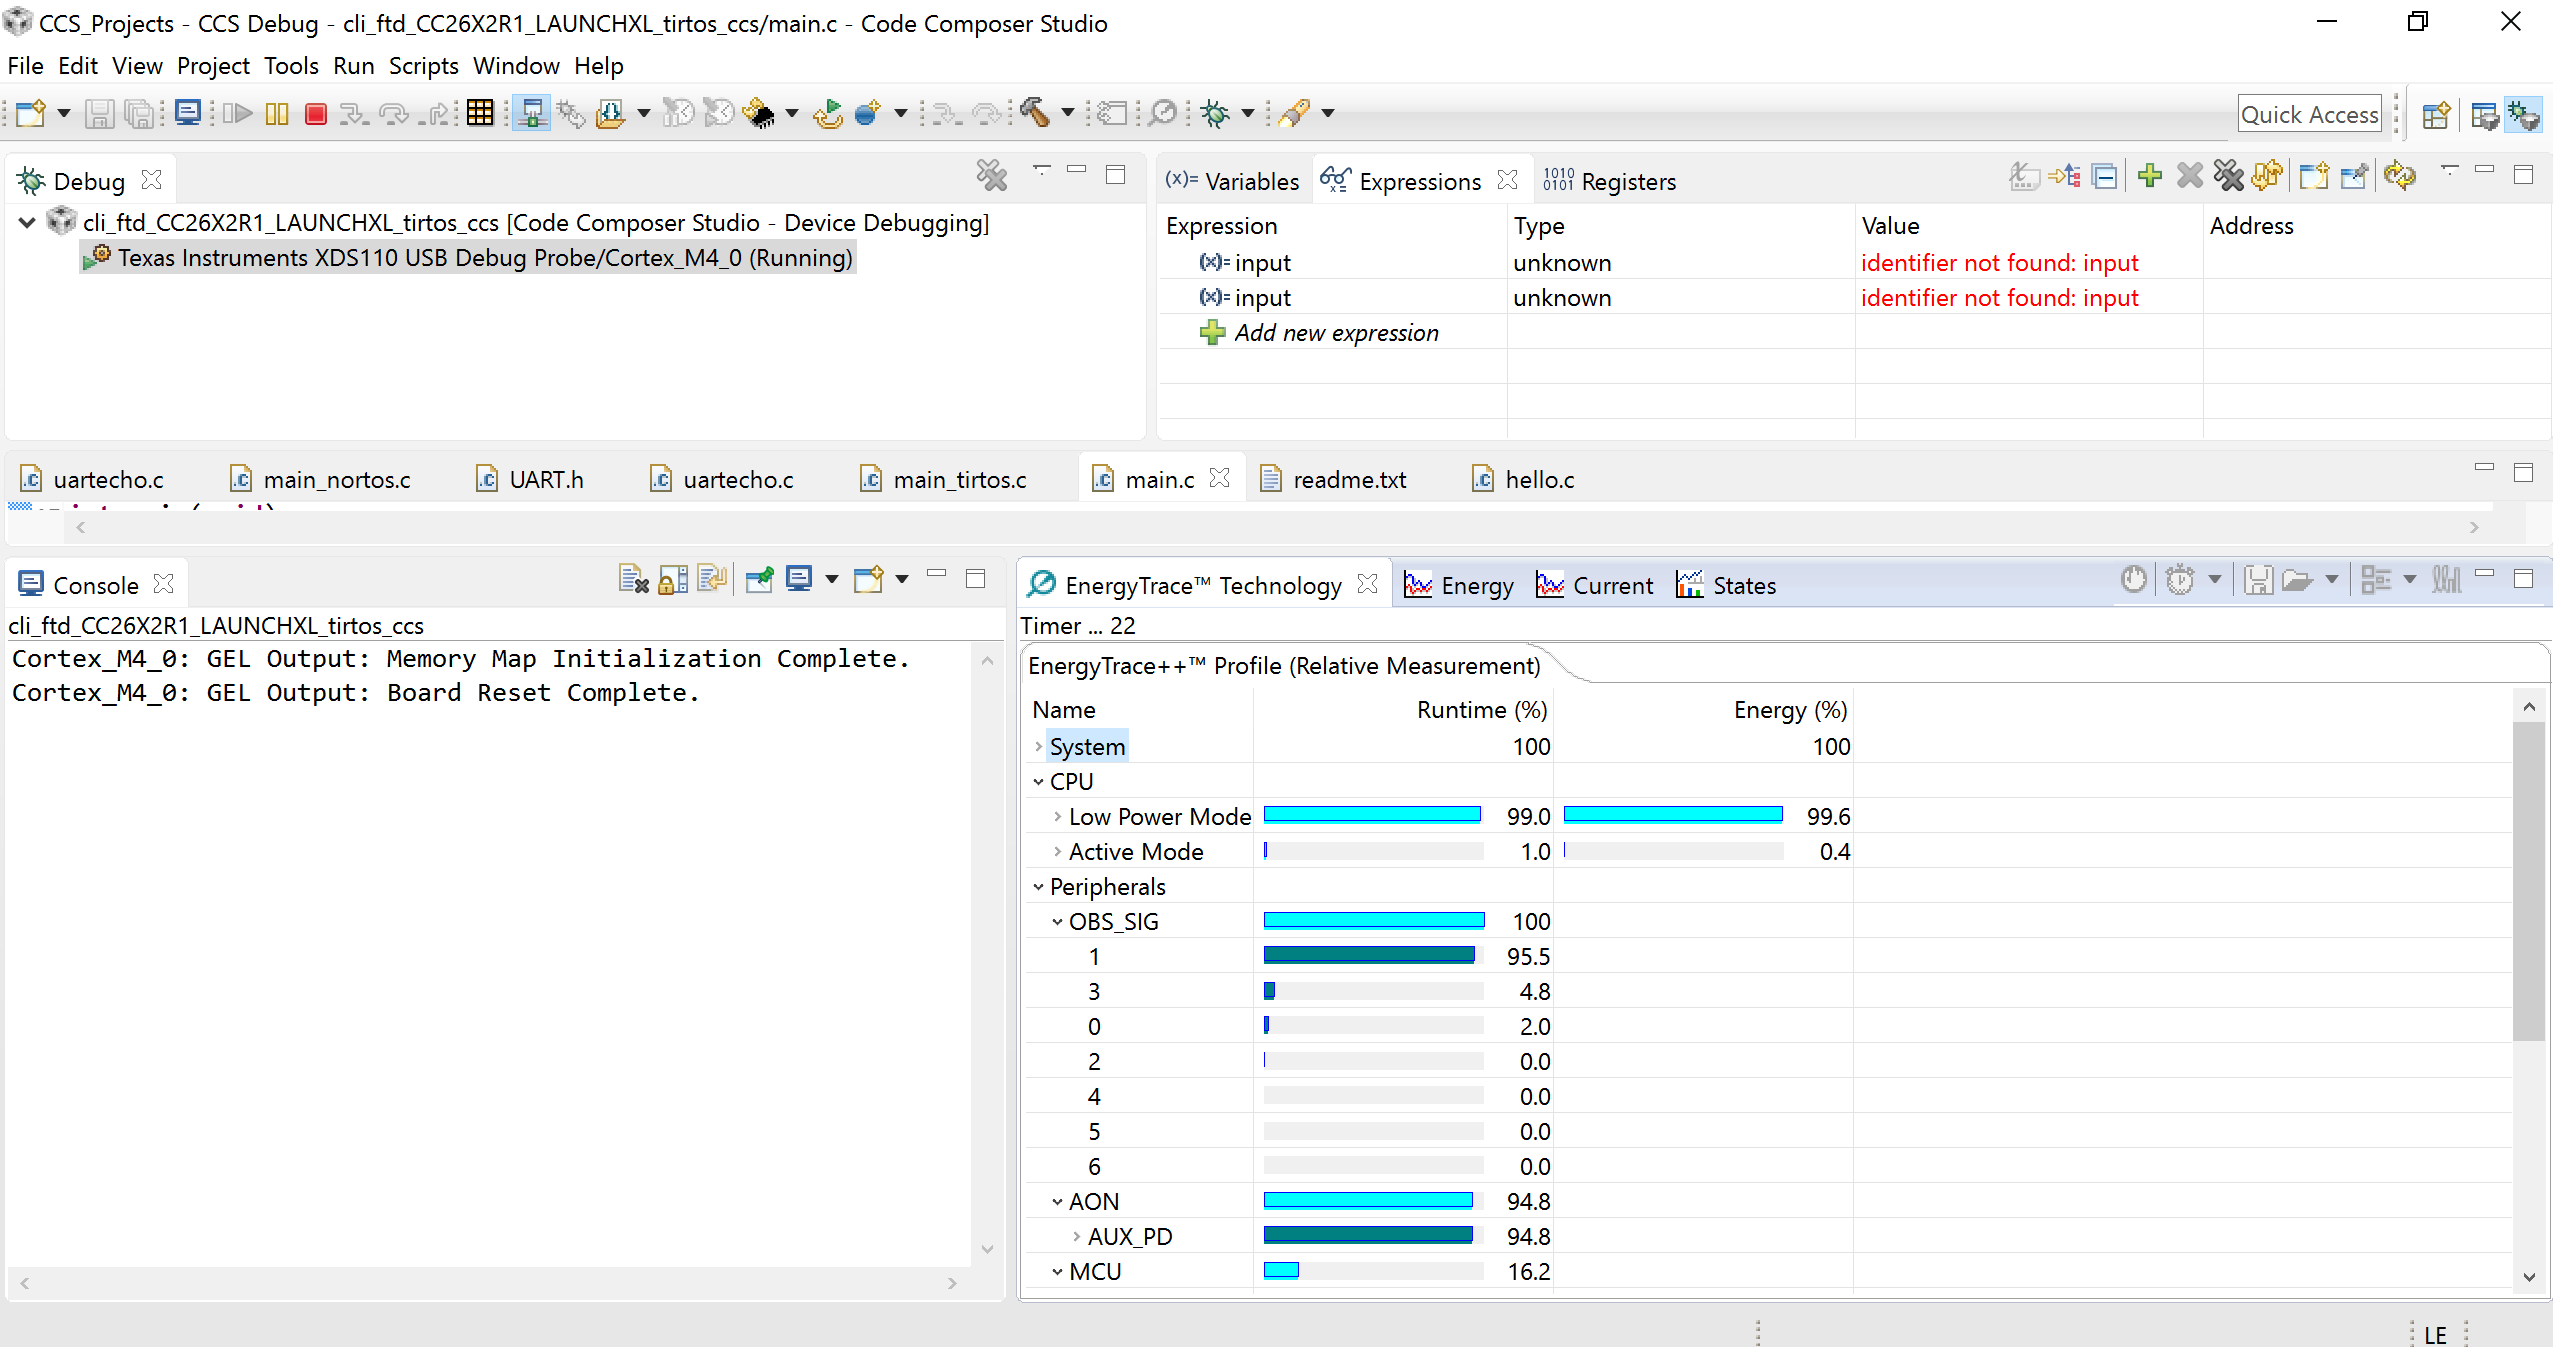 CCS_Projects - CCS Debug - cli_ftd_CC26X2R1_LAUNCHXL_tirtos_ccs/main.c - Code Composer Studio
File Edit View Project Tools Run Scripts Window Help
Quick Access
Debug
cli_ftd_CC26X2R1_LAUNCHXL_tirtos_ccs [Code Composer Studio - Device Debugging]
Texas Instruments XDS110 USB Debug Probe/Cortex_M4_0 (Running)
(x)= Variables Expressions 1010 0101 Registers
Expression Type Value Address
(x)= input unknown identifier not found: input
(x)= input unknown identifier not found: input
Add new expression
uartecho.c main_nortos.c UART.h uartecho.c main_tirtos.c main.c readme.txt hello.c
Console
cli_ftd_CC26X2R1_LAUNCHXL_tirtos_ccs
Cortex_M4_0: GEL Output: Memory Map Initialization Complete.
Cortex_M4_0: GEL Output: Board Reset Complete.
EnergyTrace™ Technology Energy Current States
Timer ... 22
EnergyTrace++™ Profile (Relative Measurement)
Name Runtime (%) Energy (%)
System 100 100
CPU
Low Power Mode 99.0 99.6
Active Mode 1.0 0.4
Peripherals
OBS_SIG 100
1 95.5
3 4.8
0 2.0
2 0.0
4 0.0
5 0.0
6 0.0
AON 94.8
AUX_PD 94.8
MCU 16.2
LE